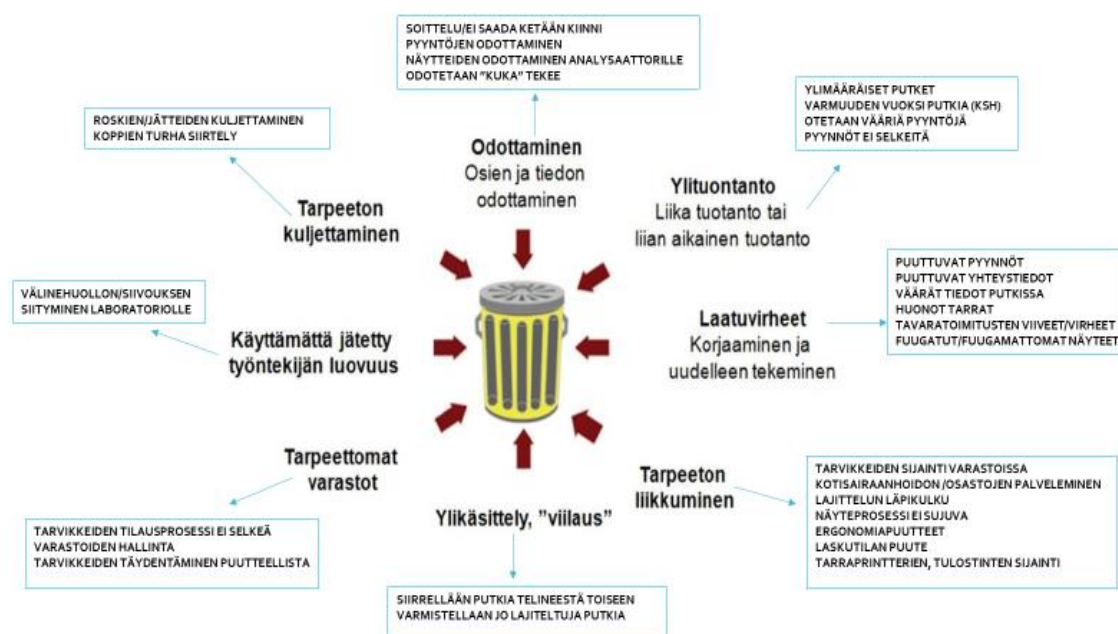 SOITTELU/EI SAADA KETÄÄN KIINNI
PYYNTÖJEN ODOTTAMINEN
NÄYTTEIDEN ODOTTAMINEN ANALYSAATTORILLE
ODOTETAAN "KUKA" TEKEE
Odottaminen
Osien ja tiedon
odottaminen
YLIMÄÄRÄISET PUTKET
VARMUUDEN VUOKSI PUTKIA (KSH)
OTETAAN VÄÄRIÄ PYYNTÖJÄ
PYYNNÖT EI SELKEITÄ
Ylituontanto
Liika tuotanto tai
liian aikainen tuotanto
PUUTTUVAT PYYNNÖT
PUUTTUVAT YHTEYSTIEDOT
VÄÄRÄT TIEDOT PUTKISSA
HUONOT TARRAT
TAVARATOIMITUSTEN VIIVEET/VIRHEET
FUUGATUT/FUUGAMATTOMAT NÄYTEET
Laatuvirheet
Korjaaminen ja
uudelleen tekeminen
TARVIKKEIDEN SIJAINTI VARASTOISSA
KOTISAIRAANHOIDON/OSASTOJEN PALVELEMINEN
LAJITTELUN LÄPIKULKU
NÄYTEPROSESSI EI SUJUVA
ERGONOMIAPUUTTEET
LASKUTILAN PUUTE
TARRAPRINTTERIEN, TULOSTINTEN SIJAINTI
Tarpeeton
liikkuminen
Ylikäsittely, "viilaus"
SIIRRELLÄÄN PUTKIA TELINEESTÄ TOISEEN
VARMISTELLAAN JO LAJITELTUJA PUTKIA
Tarpeettomat
varastot
TARVIKKEIDEN TILAUSPROSESSI EI SELKEÄ
VARASTOIDEN HALLINTA
TARVIKKEIDEN TÄYDENTÄMINEN PUUTTEELLISTA
Käyttämättä jätetty
työntekijän luovuus
VÄLINEHUOLLON/SIIVOUKSEN
SIITYMINEN LABORATORIOLLE
Tarpeeton
kuljettaminen
ROSKIEN/JÄTTEIDEN KULJETTAMINEN
KOPPIEN TURHA SIIRTELY